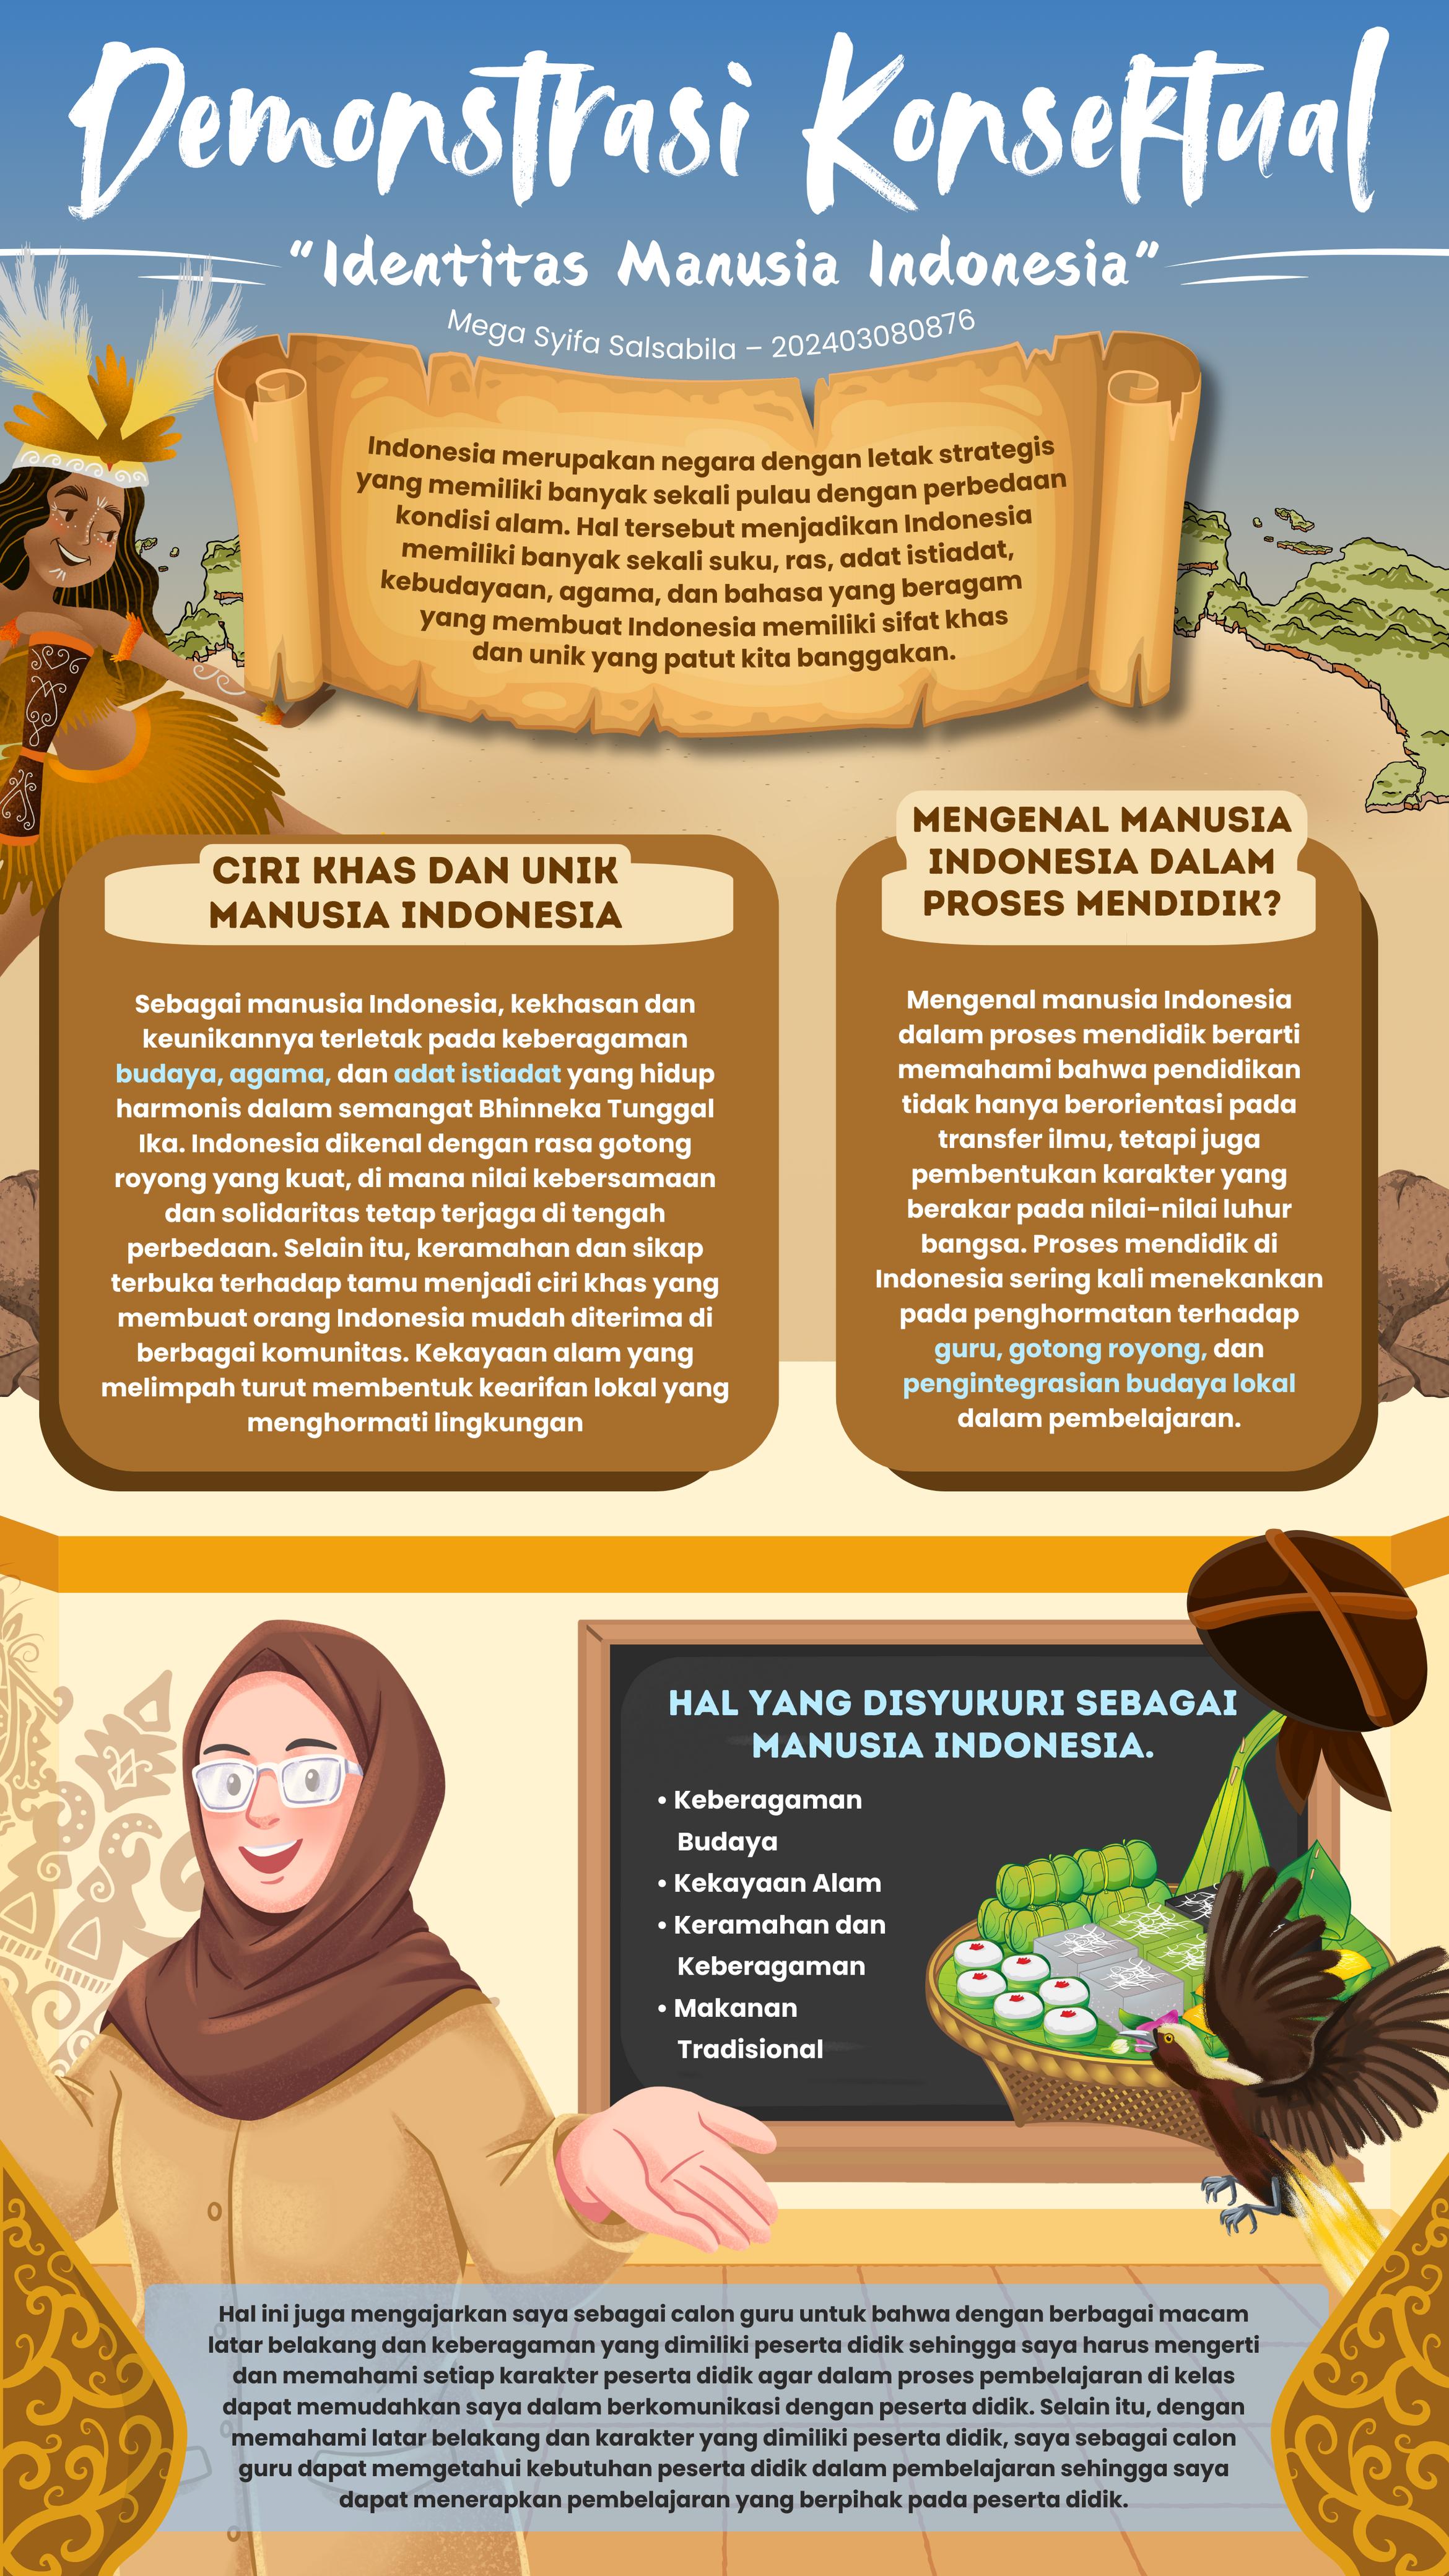 Demonstrasi Konsektual
“Identitas Manusia Indonesia”
Mega Syifa Salsabila – 202403080876
Indonesia merupakan negara dengan letak strategis
yang memiliki banyak sekali pulau dengan perbedaan
kondisi alam. Hal tersebut menjadikan Indonesia
memiliki banyak sekali suku, ras, adat istiadat,
kebudayaan, agama, dan bahasa yang beragam
yang membuat Indonesia memiliki sifat khas
dan unik yang patut kita banggakan.
CIRI KHAS DAN UNIK
MANUSIA INDONESIA
Sebagai manusia Indonesia, kekhasan dan
keunikannya terletak pada keberagaman
budaya, agama, dan adat istiadat yang hidup
harmonis dalam semangat Bhinneka Tunggal
Ika. Indonesia dikenal dengan rasa gotong
royong yang kuat, di mana nilai kebersamaan
dan solidaritas tetap terjaga di tengah
perbedaan. Selain itu, keramahan dan sikap
terbuka terhadap tamu menjadi ciri khas yang
membuat orang Indonesia mudah diterima di
berbagai komunitas. Kekayaan alam yang
melimpah turut membentuk kearifan lokal yang
menghormati lingkungan
MENGENAL MANUSIA
INDONESIA DALAM
PROSES MENDIDIK?
Mengenal manusia Indonesia
dalam proses mendidik berarti
memahami bahwa pendidikan
tidak hanya berorientasi pada
transfer ilmu, tetapi juga
pembentukan karakter yang
berakar pada nilai-nilai luhur
bangsa. Proses mendidik di
Indonesia sering kali menekankan
pada penghormatan terhadap
guru, gotong royong, dan
pengintegrasian budaya lokal
dalam pembelajaran.
HAL YANG DISYUKURI SEBAGAI
MANUSIA INDONESIA.
• Keberagaman
Budaya
• Kekayaan Alam
• Keramahan dan
Keberagaman
• Makanan
Tradisional
Hal ini juga mengajarkan saya sebagai calon guru untuk bahwa dengan berbagai macam
latar belakang dan keberagaman yang dimiliki peserta didik sehingga saya harus mengerti
dan memahami setiap karakter peserta didik agar dalam proses pembelajaran di kelas
dapat memudahkan saya dalam berkomunikasi dengan peserta didik. Selain itu, dengan
memahami latar belakang dan karakter yang dimiliki peserta didik, saya sebagai calon
guru dapat memgetahui kebutuhan peserta didik dalam pembelajaran sehingga saya
dapat menerapkan pembelajaran yang berpihak pada peserta didik.